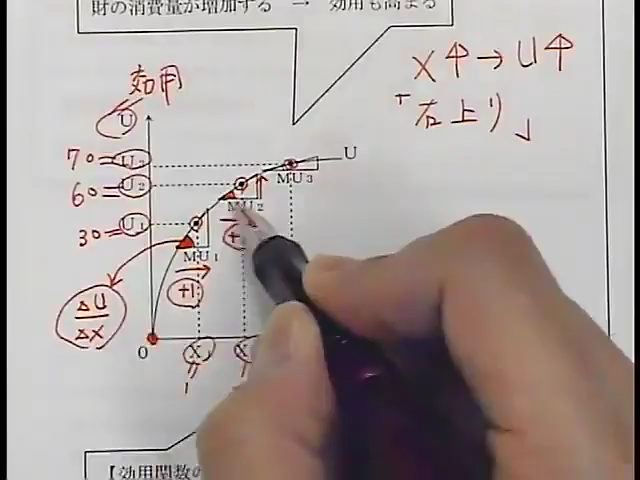 財の消費量が増加する → 効用も高まる
X↑→U↑
「右上り」
効用
U
U
70=U3
60=U2
30=U1
MU3
MU2
MU1
+1
+
ΔU
ΔX
0
X
X
1
【効用関数の